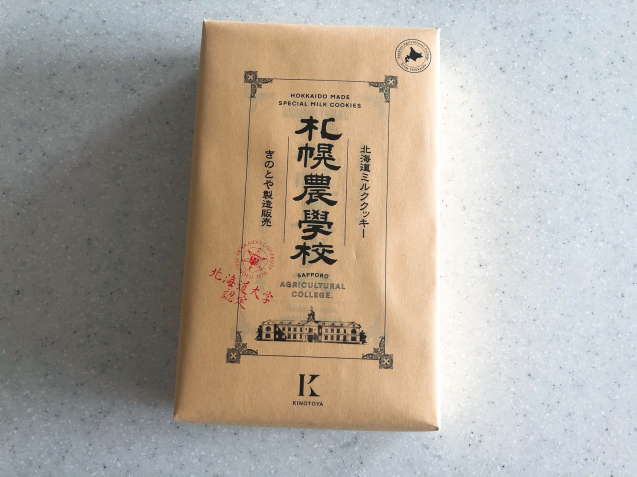 HOKKAIDO MADE
SPECIAL MILK COOKIES
札幌農學校
北海道ミルククッキー
きのとや製造販売
SAPPORO
AGRICULTURAL
COLLEGE.
北海道大学
認定
K
KINOTOYA